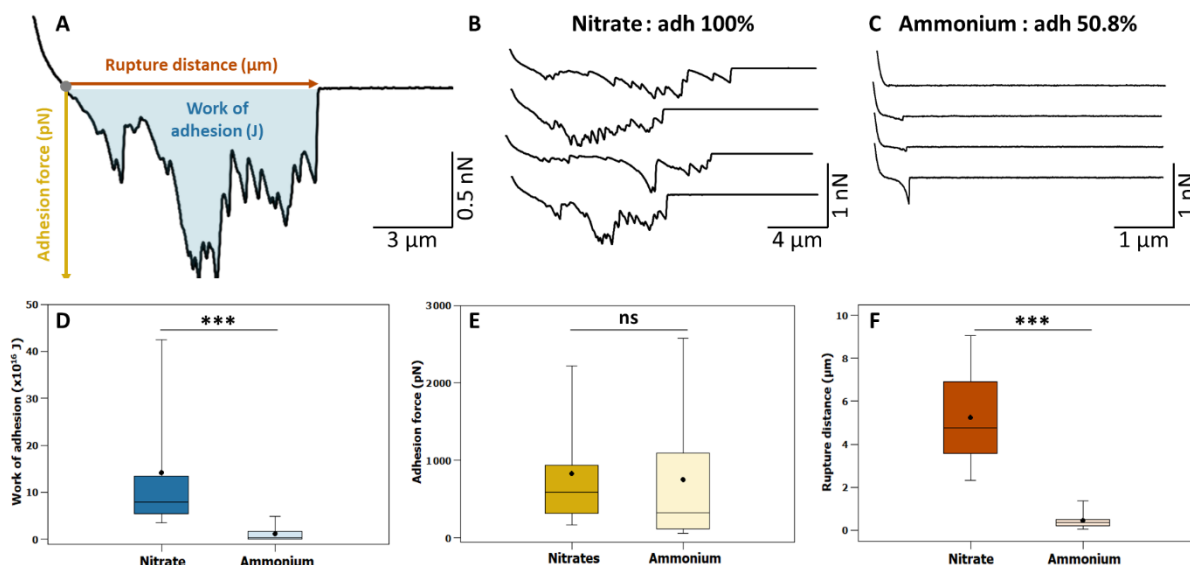 A
Rupture distance (µm)
Work of
adhesion (J)
Adhesion force (pN)
0.5 nN
3 µm
B
Nitrate : adh 100%
1 nN
4 µm
C
Ammonium : adh 50.8%
1 nN
1 µm
D
***
Work of adhesion (x10¹⁶ J)
50
40
30
20
10
0
Nitrate
Ammonium
E
ns
Adhesion force (pN)
3000
2000
1000
0
Nitrates
Ammonium
F
***
Rupture distance (µm)
10
8
6
4
2
0
Nitrate
Ammonium